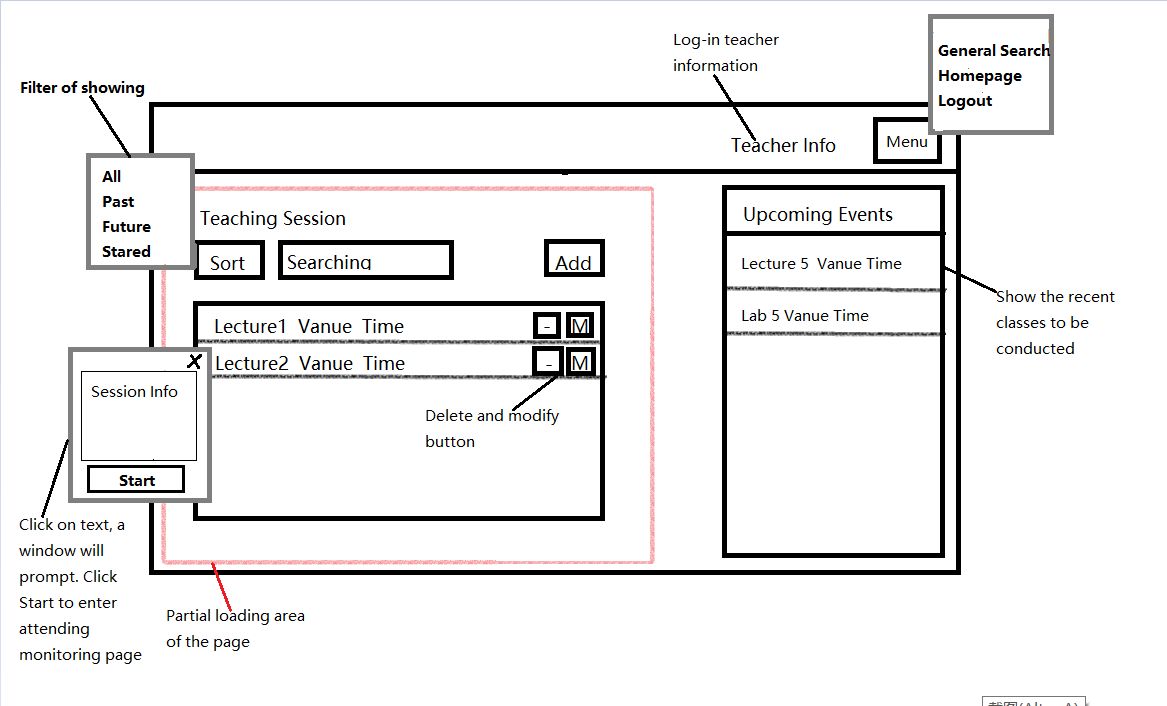 Log-in teacher
information
General Search
Homepage
Logout
Filter of showing
Teacher Info
Menu
All
Past
Future
Stared
Teaching Session
Sort
Searching
Add
Upcoming Events
Lecture 5 Vanue Time
Lab 5 Vanue Time
Show the recent
classes to be
conducted
Lecture1 Vanue Time
-
M
Lecture2 Vanue Time
-
M
X
Session Info
Start
Delete and modify
button
Click on text, a
window will
prompt. Click
Start to enter
attending
monitoring page
Partial loading area
of the page